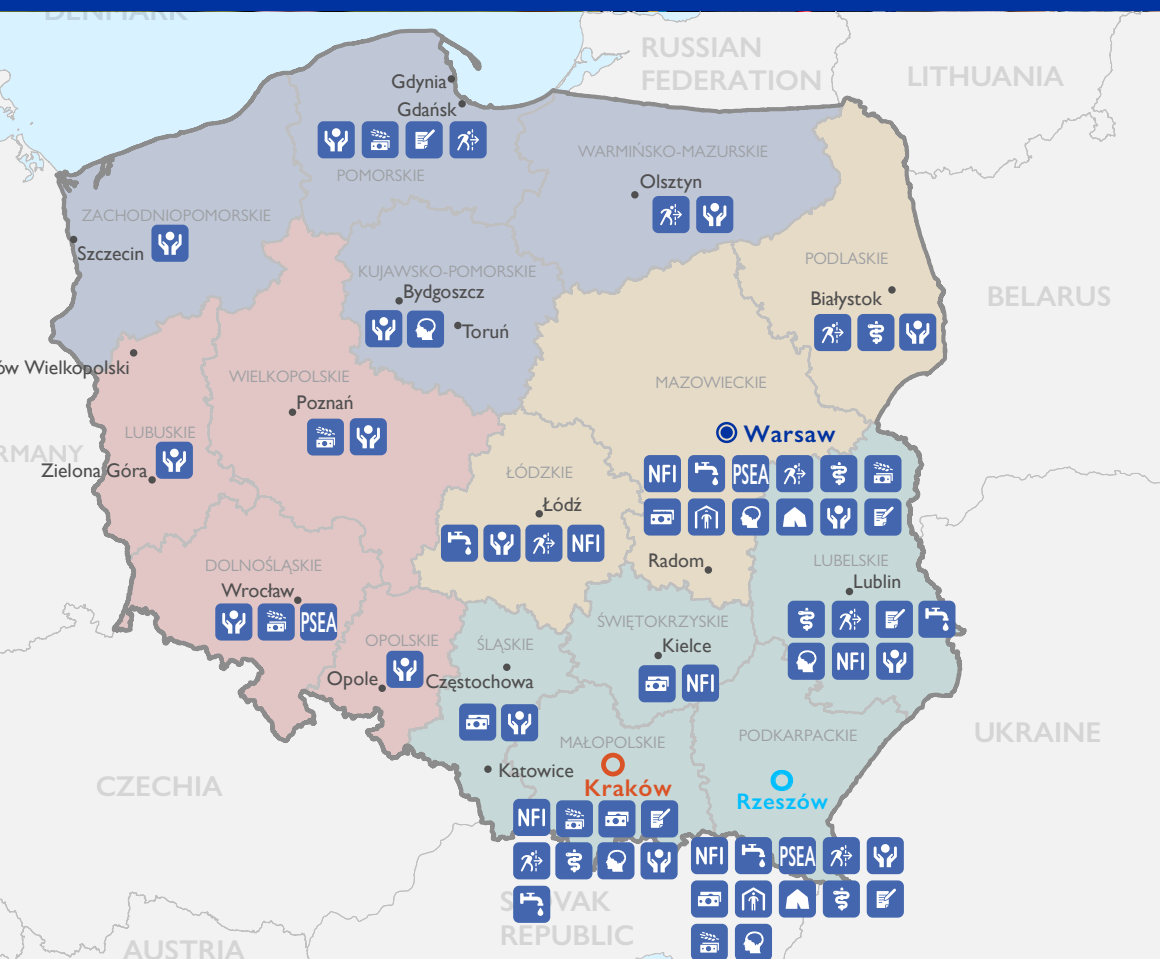 DENMARK
RUSSIAN
FEDERATION
LITHUANIA
Gdynia
Gdańsk
POMORSKIE
WARMIŃSKO-MAZURSKIE
Olsztyn
ZACHODNIOPOMORSKIE
Szczecin
KUJAWSKO-POMORSKIE
Bydgoszcz
Toruń
PODLASKIE
Białystok
BELARUS
ów Wielkopolski
WIELKOPOLSKIE
Poznań
MAZOWIECKIE
Warsaw
LUBUSKIE
RMANY
Zielona Góra
ŁÓDZKIE
Łódź
NFI
NFI PSEA
Radom
LUBELSKIE
Lublin
NFI
DOLNOŚLĄSKIE
Wrocław
PSEA
OPOLSKIE
Opole
ŚLĄSKIE
Częstochowa
ŚWIĘTOKRZYSKIE
Kielce
NFI
MAŁOPOLSKIE
Katowice
Kraków
NFI
PODKARPACKIE
Rzeszów
NFI PSEA
UKRAINE
CZECHIA
VAK
REPUBLIC
AUSTRIA